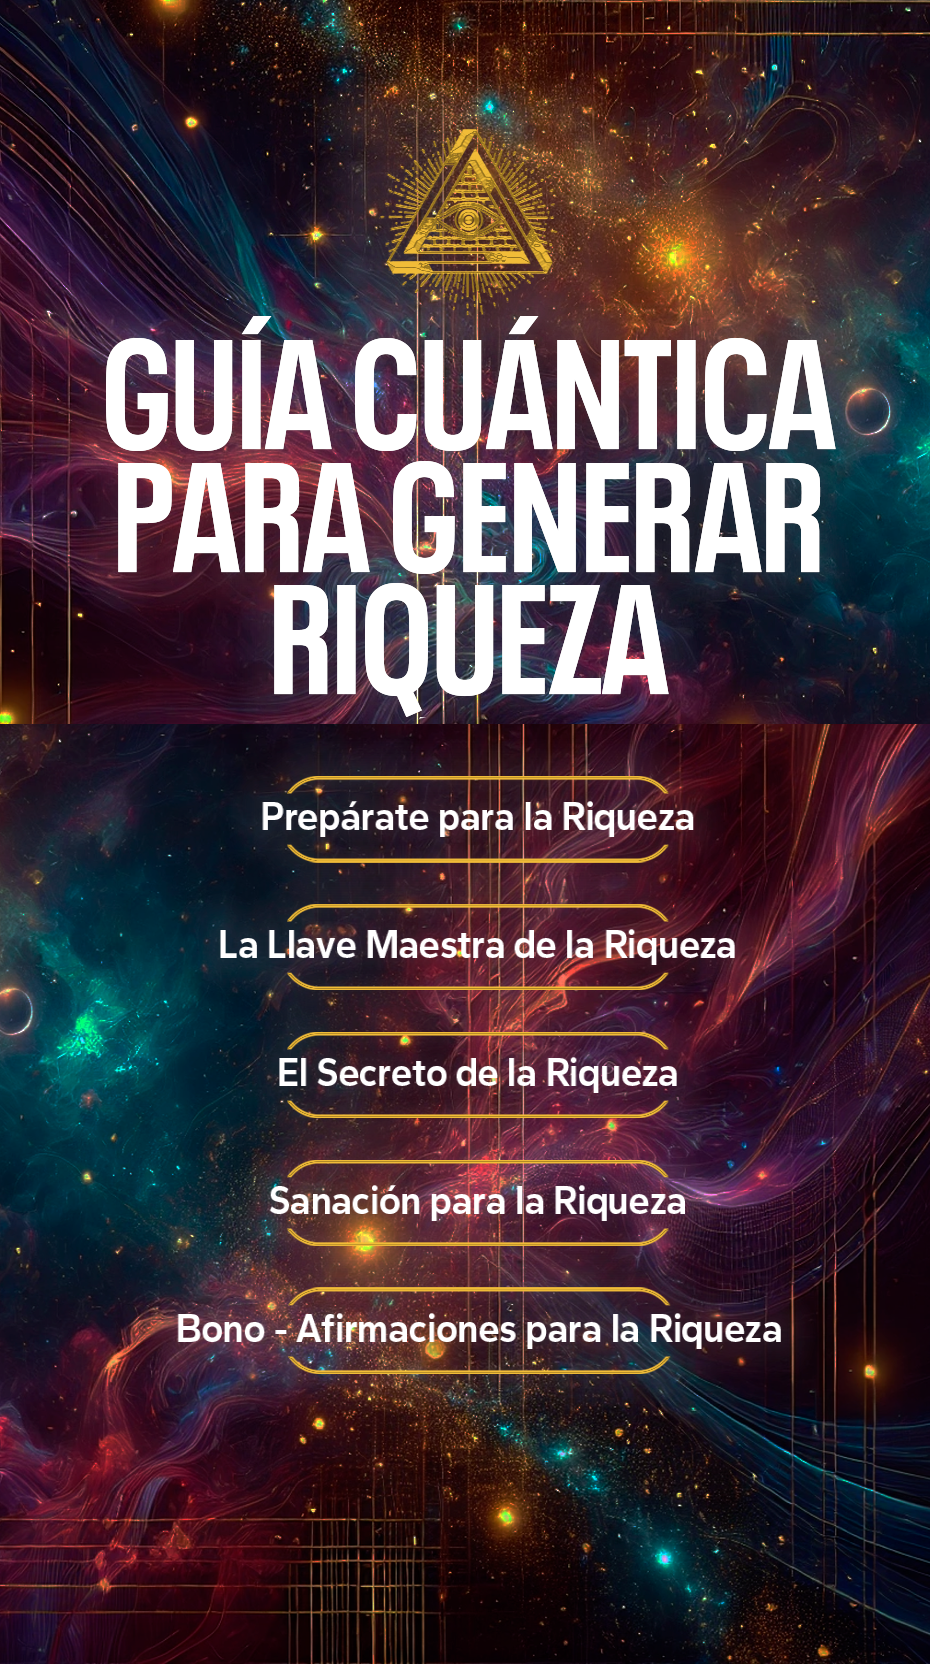 GUÍA CUÁNTICA
PARA GENERAR
RIQUEZA
Prepárate para la Riqueza
La Llave Maestra de la Riqueza
El Secreto de la Riqueza
Sanación para la Riqueza
Bono - Afirmaciones para la Riqueza